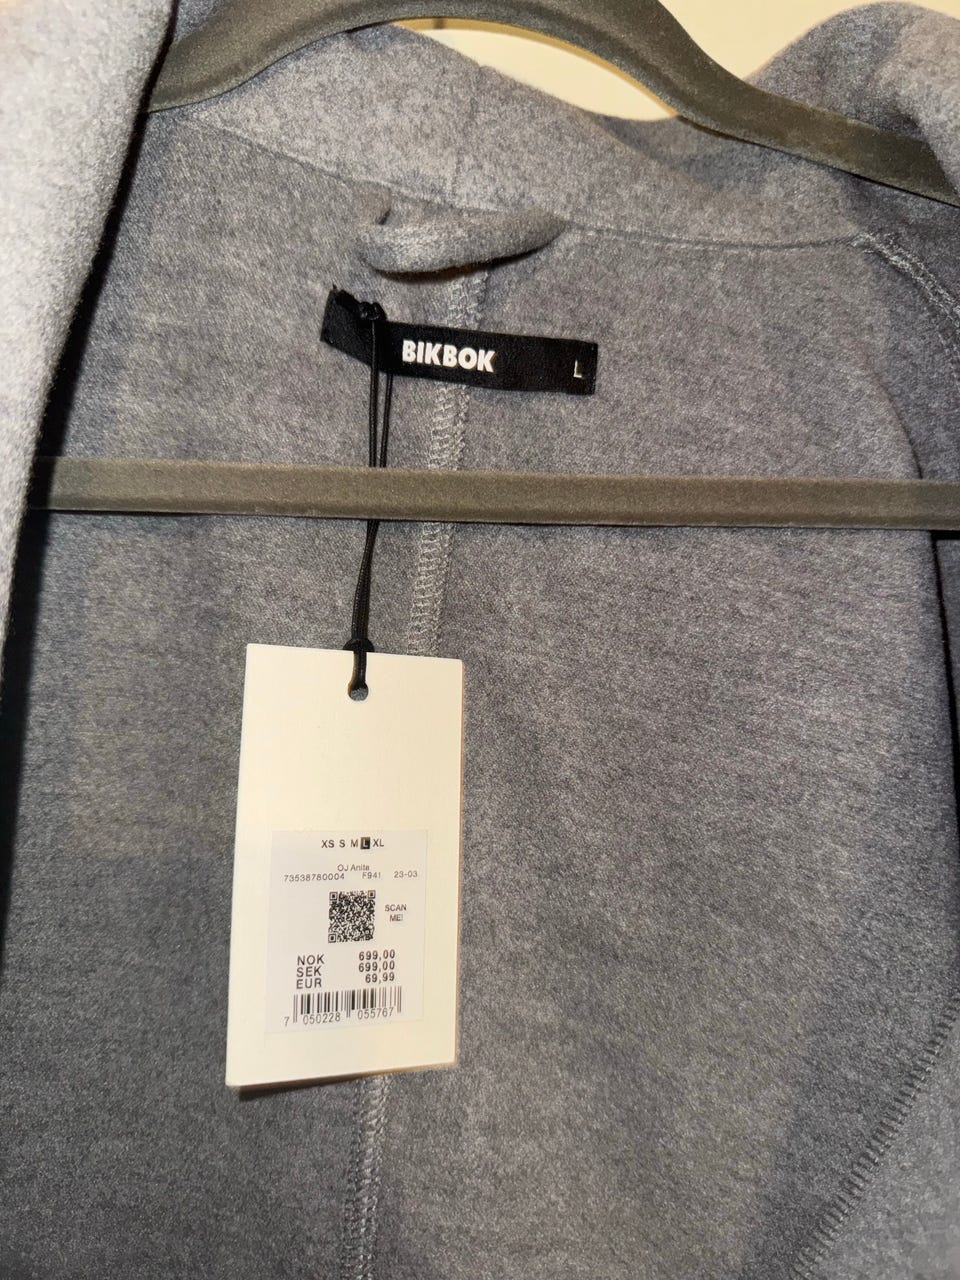 BIKBOK
L
XS S M L XL
OJ Anita
73538780004 F941 23-03
SCAN
ME!
NOK 699,00
SEK 699,00
EUR 69,99
7 050228 055767